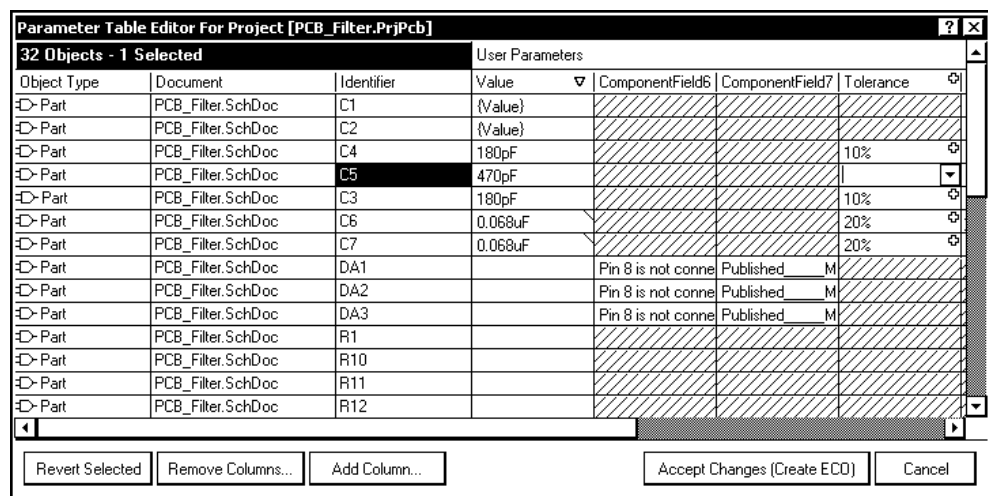 Parameter Table Editor For Project [PCB_Filter.PrjPcb]
32 Objects - 1 Selected User Parameters
Object Type Document Identifier Value ComponentField6 ComponentField7 Tolerance
Part PCB_Filter.SchDoc C1 {Value}
Part PCB_Filter.SchDoc C2 {Value}
Part PCB_Filter.SchDoc C4 180pF 10%
Part PCB_Filter.SchDoc C5 470pF
Part PCB_Filter.SchDoc C3 180pF 10%
Part PCB_Filter.SchDoc C6 0.068uF 20%
Part PCB_Filter.SchDoc C7 0.068uF 20%
Part PCB_Filter.SchDoc DA1 Pin 8 is not conne Published_____M
Part PCB_Filter.SchDoc DA2 Pin 8 is not conne Published_____M
Part PCB_Filter.SchDoc DA3 Pin 8 is not conne Published_____M
Part PCB_Filter.SchDoc R1
Part PCB_Filter.SchDoc R10
Part PCB_Filter.SchDoc R11
Part PCB_Filter.SchDoc R12
Revert Selected Remove Columns... Add Column... Accept Changes (Create ECO) Cancel